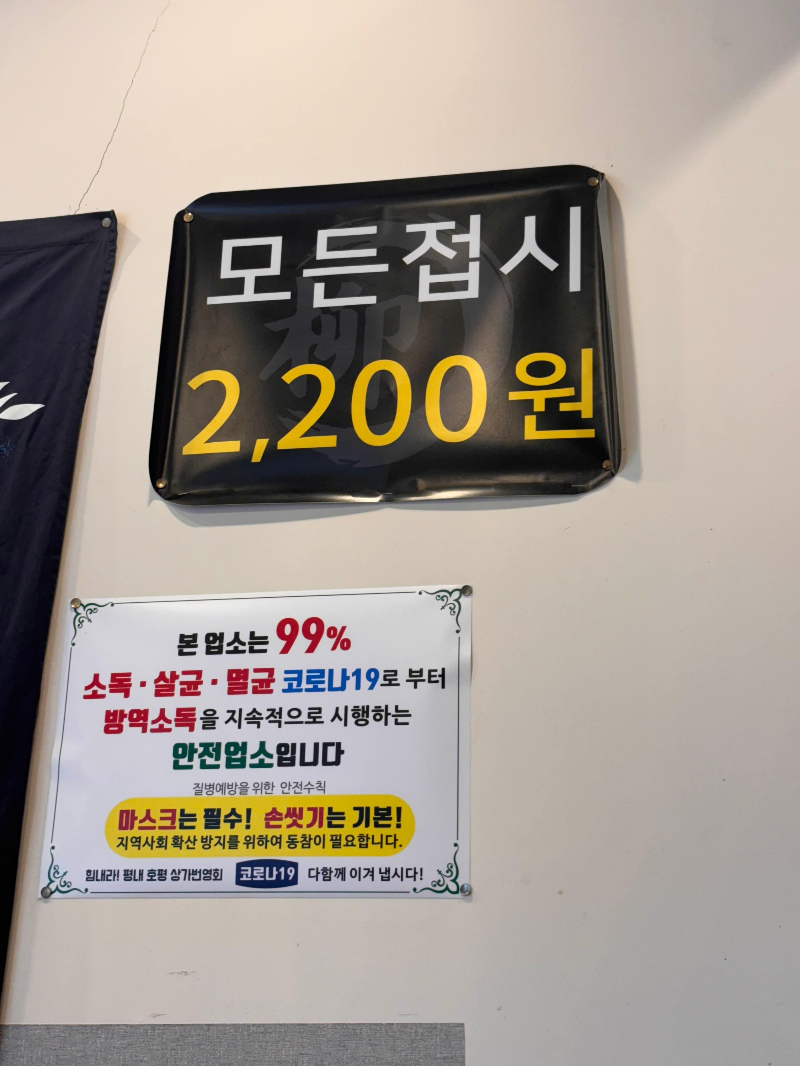 모든접시
柳
2,200원
본 업소는 99%
소독·살균·멸균 코로나19로 부터
방역소독을 지속적으로 시행하는
안전업소입니다
질병예방을 위한 안전수칙
마스크는 필수! 손씻기는 기본!
지역사회 확산 방지를 위하여 동참이 필요합니다.
힘내라! 평내 호평 상가번영회 코로나19 다함께 이겨 냅시다!